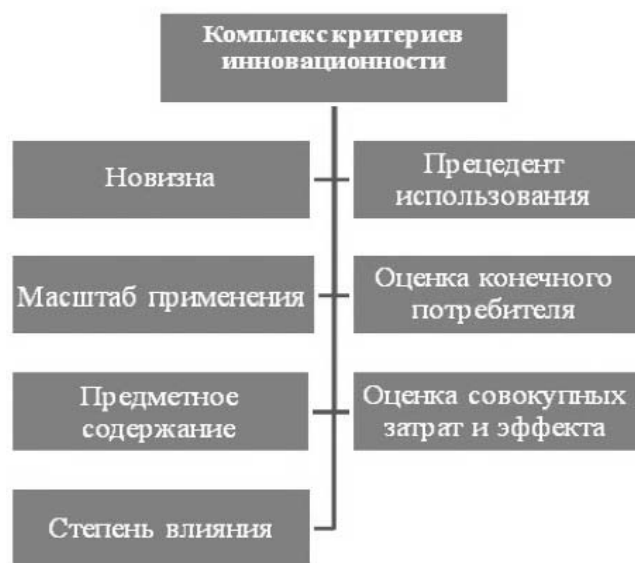 Комплекс критериев
инновационности
Новизна
Прецедент
использования
Масштаб применения
Оценка конечного
потребителя
Предметное
содержание
Оценка совокупных
затрат и эффекта
Степень влияния